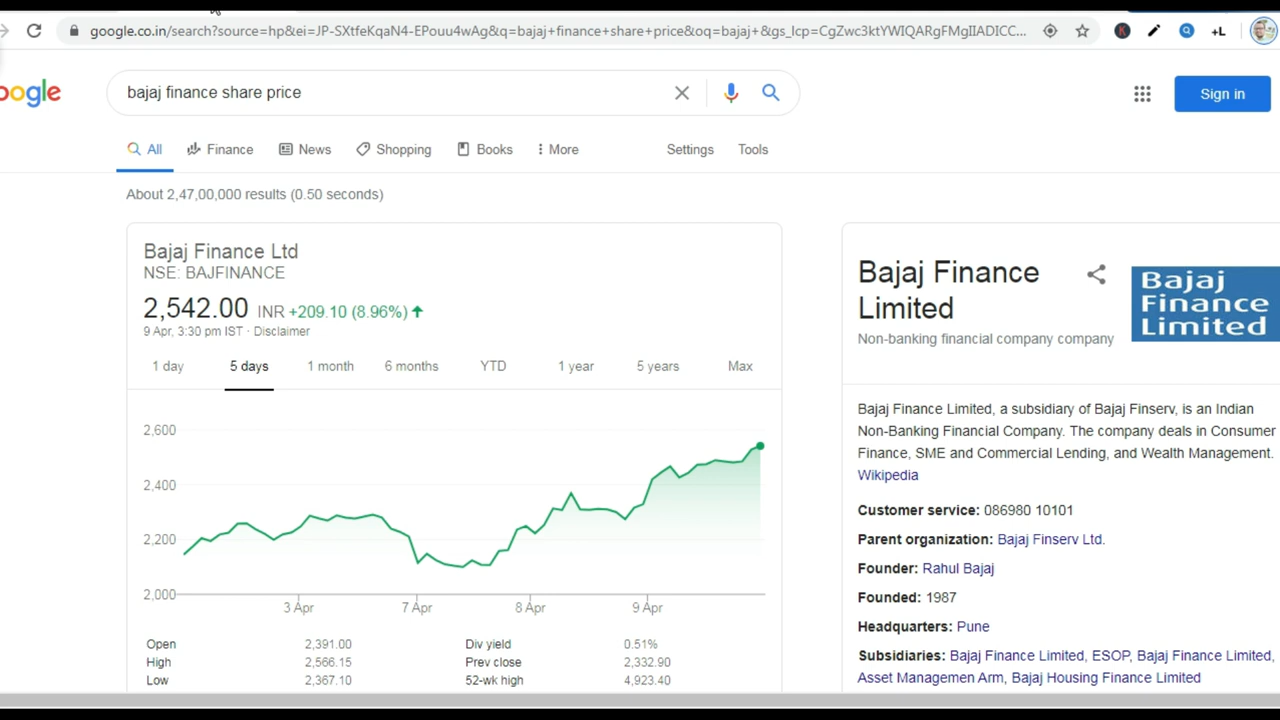 google.co.in/search?source=hp&ei=JP-SXtfeKqaN4-EPouu4wAg&q=bajaj+finance+share+price&oq=bajaj+&gs_lcp=CgZwc3ktYWIQARgFMgIIADICC...
+L
oogle
bajaj finance share price
Sign in
All Finance News Shopping Books More Settings Tools
About 2,47,00,000 results (0.50 seconds)
Bajaj Finance Ltd
NSE: BAJFINANCE
2,542.00 INR +209.10 (8.96%)
9 Apr, 3:30 pm IST · Disclaimer
1 day 5 days 1 month 6 months YTD 1 year 5 years Max
2,600
2,400
2,200
2,000
3 Apr 7 Apr 8 Apr 9 Apr
Open 2,391.00 Div yield 0.51%
High 2,566.15 Prev close 2,332.90
Low 2,367.10 52-wk high 4,923.40
Bajaj Finance
Limited
Non-banking financial company company
Bajaj
Finance
Limited
Bajaj Finance Limited, a subsidiary of Bajaj Finserv, is an Indian
Non-Banking Financial Company. The company deals in Consumer
Finance, SME and Commercial Lending, and Wealth Management.
Wikipedia
Customer service: 086980 10101
Parent organization: Bajaj Finserv Ltd.
Founder: Rahul Bajaj
Founded: 1987
Headquarters: Pune
Subsidiaries: Bajaj Finance Limited, ESOP, Bajaj Finance Limited,
Asset Managemen Arm, Bajaj Housing Finance Limited